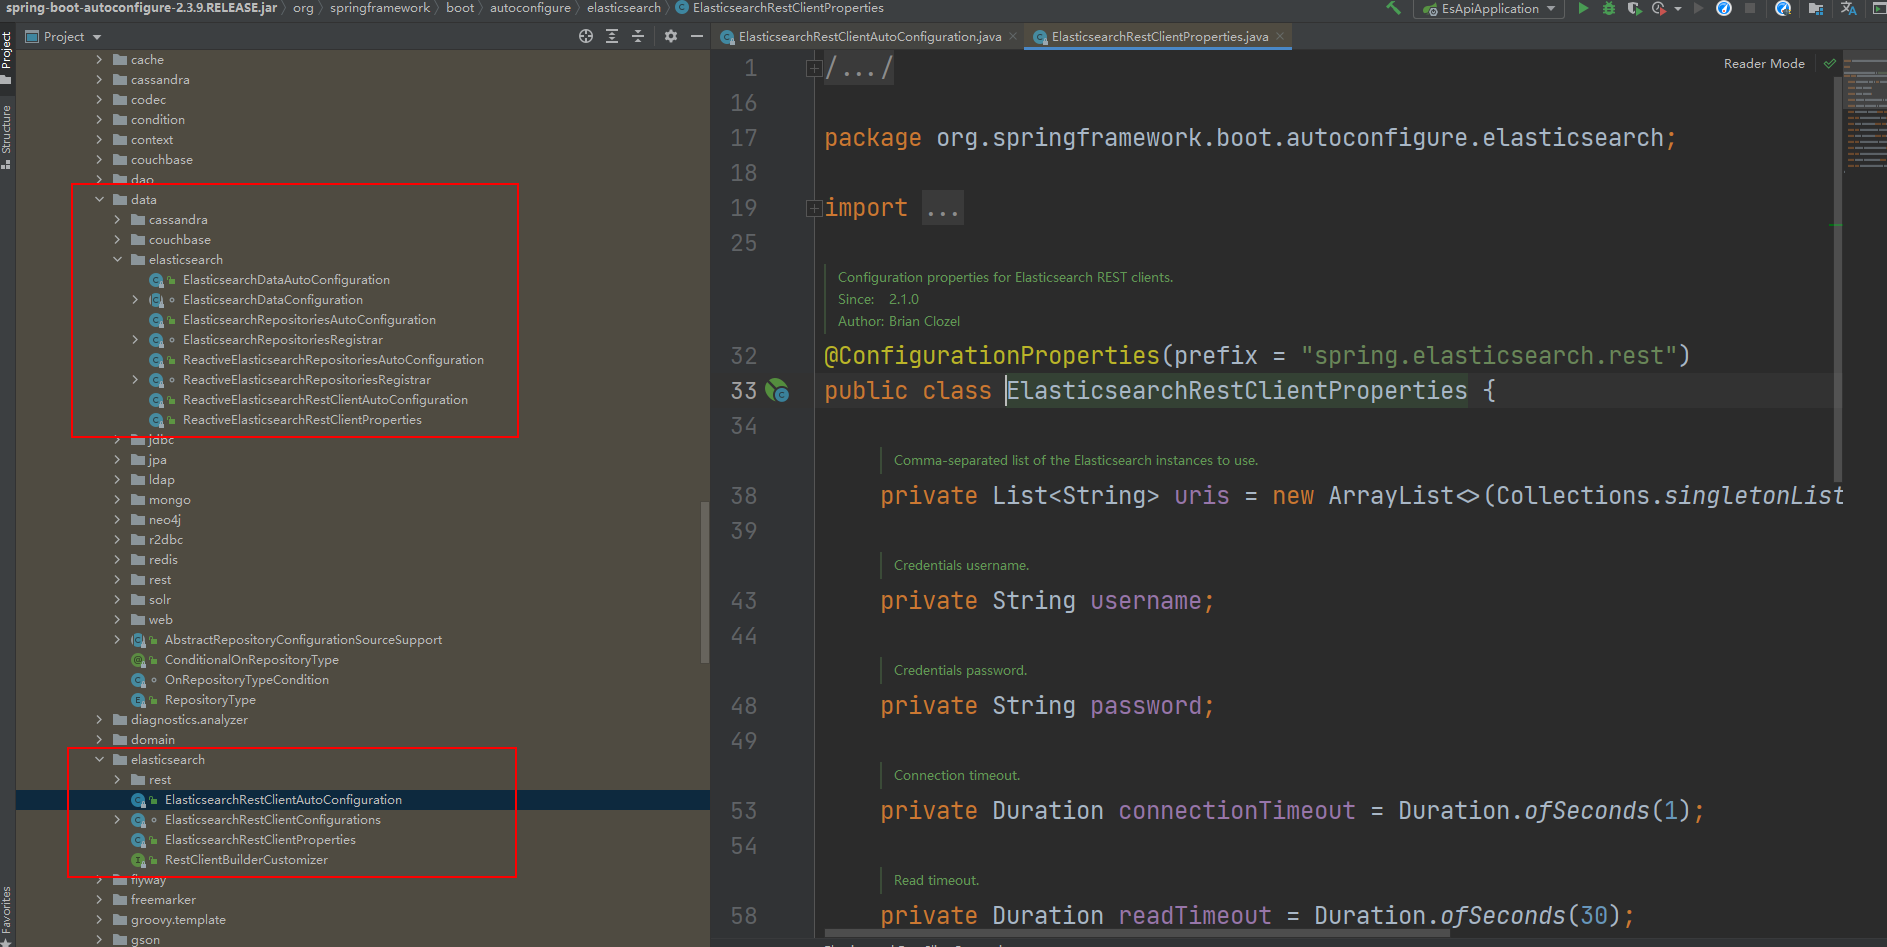 spring-boot-autoconfigure-2.3.9.RELEASE.jar org springframework boot autoconfigure elasticsearch ElasticsearchRestClientProperties
EsApiApplication
Project
Project
Structure
Favorites
cache
cassandra
codec
condition
context
couchbase
dao
data
cassandra
couchbase
elasticsearch
ElasticsearchDataAutoConfiguration
ElasticsearchDataConfiguration
ElasticsearchRepositoriesAutoConfiguration
ElasticsearchRepositoriesRegistrar
ReactiveElasticsearchRepositoriesAutoConfiguration
ReactiveElasticsearchRepositoriesRegistrar
ReactiveElasticsearchRestClientAutoConfiguration
ReactiveElasticsearchRestClientProperties
jdbc
jpa
ldap
mongo
neo4j
r2dbc
redis
rest
solr
web
AbstractRepositoryConfigurationSourceSupport
ConditionalOnRepositoryType
OnRepositoryTypeCondition
RepositoryType
diagnostics.analyzer
domain
elasticsearch
rest
ElasticsearchRestClientAutoConfiguration
ElasticsearchRestClientConfigurations
ElasticsearchRestClientProperties
RestClientBuilderCustomizer
flyway
freemarker
groovy.template
gson
ElasticsearchRestClientAutoConfiguration.java ElasticsearchRestClientProperties.java
Reader Mode
1 /.../
16
17 package org.springframework.boot.autoconfigure.elasticsearch;
18
19 import ...
25
Configuration properties for Elasticsearch REST clients.
Since: 2.1.0
Author: Brian Clozel
32 @ConfigurationProperties(prefix = "spring.elasticsearch.rest")
33 public class ElasticsearchRestClientProperties {
34
Comma-separated list of the Elasticsearch instances to use.
38 private List<String> uris = new ArrayList<>(Collections.singletonList
39
Credentials username.
43 private String username;
44
Credentials password.
48 private String password;
49
Connection timeout.
53 private Duration connectionTimeout = Duration.ofSeconds(1);
54
Read timeout.
58 private Duration readTimeout = Duration.ofSeconds(30);